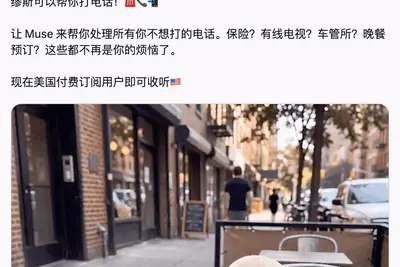 缪斯可以帮你打电话！☎️📞📲
让 Muse 来帮你处理所有你不想打的电话。保险？有线电视？车管所？晚餐
预订？这些都不再是你的烦恼了。
现在美国付费订阅用户即可收听🇺🇸